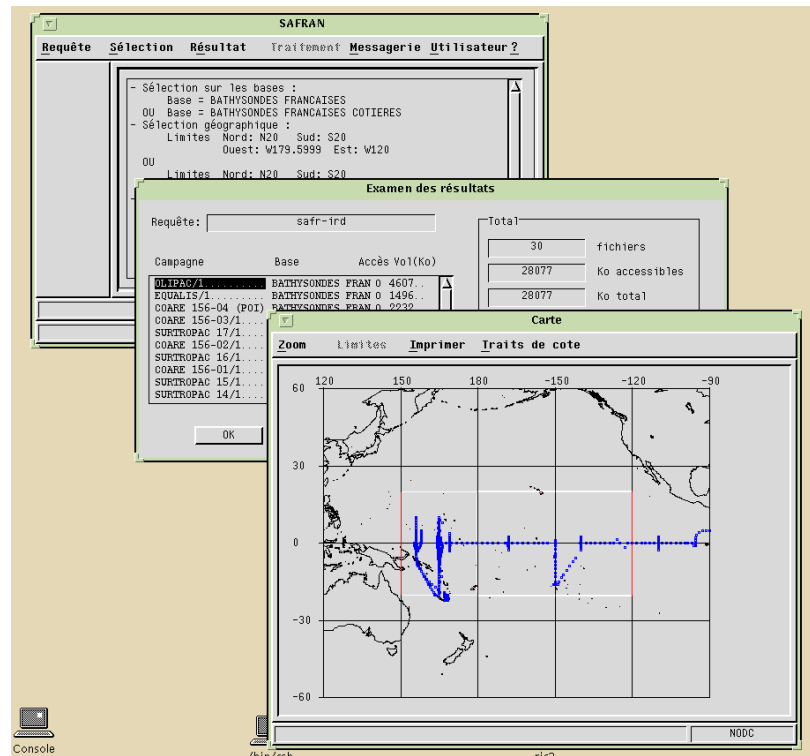 SAFRAN
Requête Sélection Résultat Traitement Messagerie Utilisateur ?
- Sélection sur les bases :
Base = BATHYSONDES FRANCAISES
OU Base = BATHYSONDES FRANCAISES COTIERES
- Sélection géographique :
Limites Nord: N20 Sud: S20
Ouest: W179.5999 Est: W120
OU
Limites Nord: N20 Sud: S20
Examen des résultats
Requête: safr-ird
Total
30 fichiers
28077 Ko accessibles
28077 Ko total
Campagne Base Accès Vol(Ko)
OLIPAC/1.......... BATHYSONDES FRAN O 4607..
EQUALIS/1......... BATHYSONDES FRAN O 1496..
COARE 156-04 (POI) BATHYSONDES FRAN O 2232
COARE 156-03/1....
SURTROPAC 17/1....
COARE 156-02/1....
SURTROPAC 16/1....
COARE 156-01/1....
SURTROPAC 15/1....
SURTROPAC 14/1....
OK
Carte
Zoom Limites Imprimer Traits de cote
120 150 180 -150 -120 -90
60
30
0
-30
-60
NODC
Console